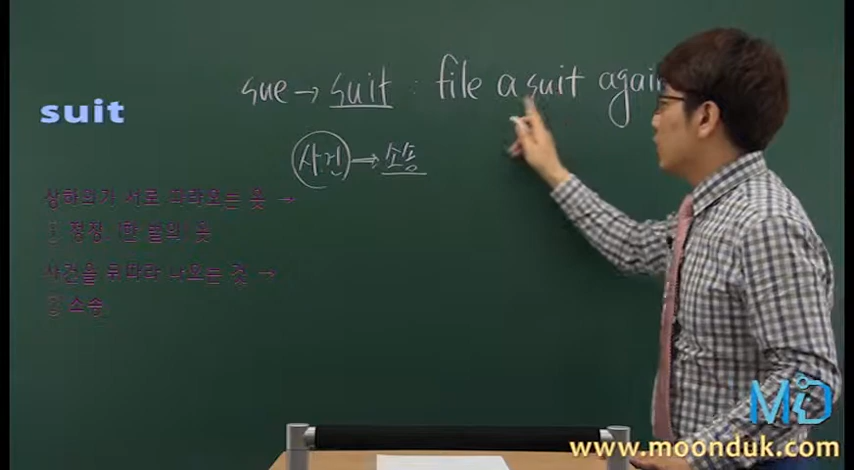 sue → suit : file a suit again
suit
사건 → 소송
상하의가 서로 따라오는 옷 →
① 정장, (한 벌의) 옷
사건을 뒤따라 나오는 것 →
② 소송
MD
www.moonduk.com